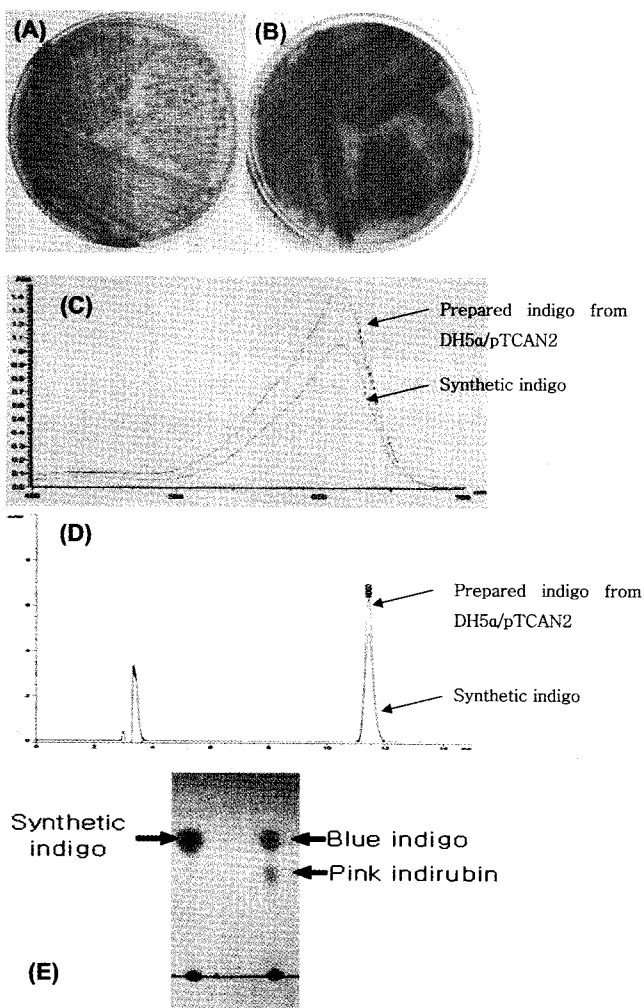 (A)
(B)
(C)
Prepared indigo from
DH5α/pTCAN2
Synthetic indigo
(D)
Prepared indigo from
DH5α/pTCAN2
Synthetic indigo
Synthetic
indigo
Blue indigo
Pink indirubin
(E)